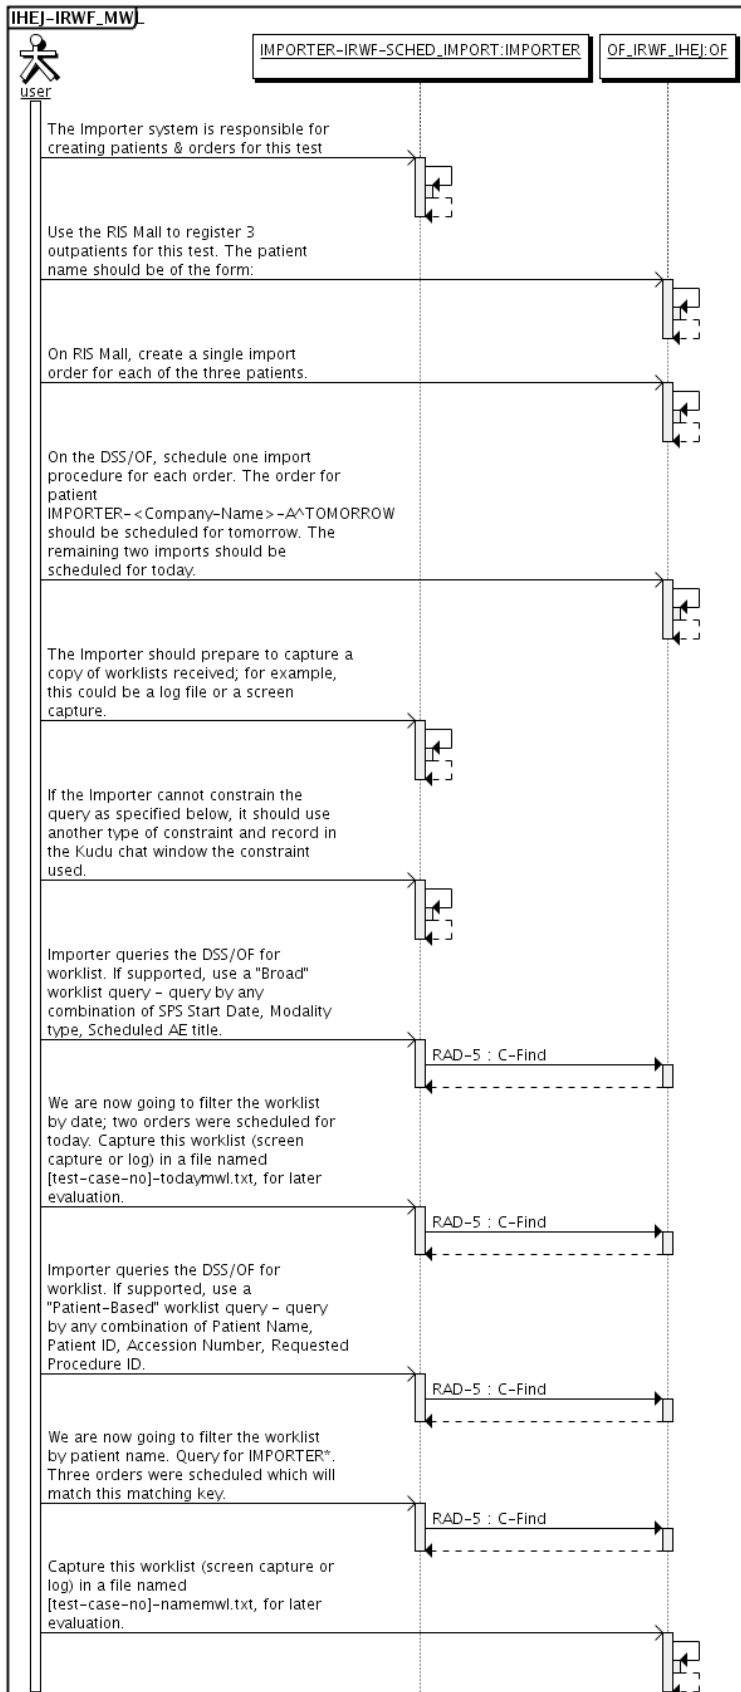 IHEJ-IRWF_MWL
IMPORTER-IRWF-SCHED_IMPORT:IMPORTER
OF_IRWF_IHEJ:OF
user
The Importer system is responsible for
creating patients & orders for this test
Use the RIS Mall to register 3
outpatients for this test. The patient
name should be of the form:
On RIS Mall, create a single import
order for each of the three patients.
On the DSS/OF, schedule one import
procedure for each order. The order for
patient
IMPORTER-<Company-Name>-A^TOMORROW
should be scheduled for tomorrow. The
remaining two imports should be
scheduled for today.
The Importer should prepare to capture a
copy of worklists received; for example,
this could be a log file or a screen
capture.
If the Importer cannot constrain the
query as specified below, it should use
another type of constraint and record in
the Kudu chat window the constraint
used.
Importer queries the DSS/OF for
worklist. If supported, use a "Broad"
worklist query - query by any
combination of SPS Start Date, Modality
type, Scheduled AE title.
RAD-5 : C-Find
We are now going to filter the worklist
by date; two orders were scheduled for
today. Capture this worklist (screen
capture or log) in a file named
[test-case-no]-todaymwl.txt, for later
evaluation.
RAD-5 : C-Find
Importer queries the DSS/OF for
worklist. If supported, use a
"Patient-Based" worklist query - query
by any combination of Patient Name,
Patient ID, Accession Number, Requested
Procedure ID.
RAD-5 : C-Find
We are now going to filter the worklist
by patient name. Query for IMPORTER*.
Three orders were scheduled which will
match this matching key.
RAD-5 : C-Find
Capture this worklist (screen capture or
log) in a file named
[test-case-no]-namemwl.txt, for later
evaluation.